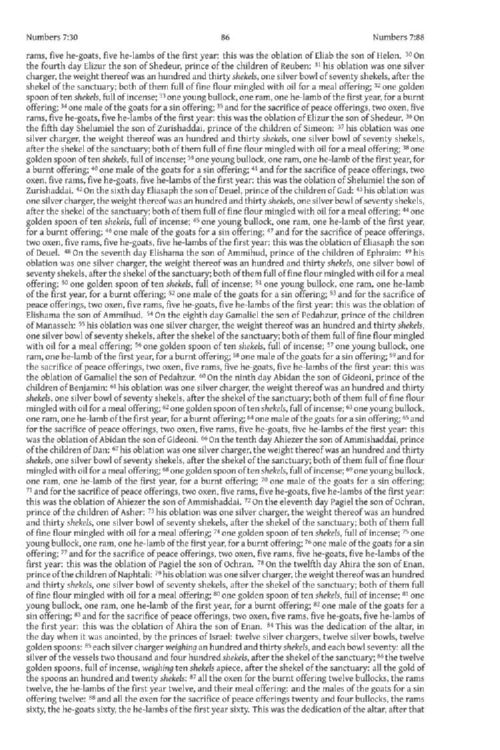 Numbers 7:30 86 Numbers 7:88
rams, five he-goats, five he-lambs of the first year: this was the oblation of Eliab the son of Helon. 30 On
the fourth day Elizur the son of Shedeur, prince of the children of Reuben: 31 his oblation was one silver
charger, the weight thereof was an hundred and thirty shekels, one silver bowl of seventy shekels, after the
shekel of the sanctuary; both of them full of fine flour mingled with oil for a meal offering; 32 one golden
spoon of ten shekels, full of incense; 33 one young bullock, one ram, one he-lamb of the first year, for a burnt
offering; 34 one male of the goats for a sin offering; 35 and for the sacrifice of peace offerings, two oxen, five
rams, five he-goats, five he-lambs of the first year: this was the oblation of Elizur the son of Shedeur. 36 On
the fifth day Shelumiel the son of Zurishaddai, prince of the children of Simeon: 37 his oblation was one
silver charger, the weight thereof was an hundred and thirty shekels, one silver bowl of seventy shekels,
after the shekel of the sanctuary; both of them full of fine flour mingled with oil for a meal offering; 38 one
golden spoon of ten shekels, full of incense; 39 one young bullock, one ram, one he-lamb of the first year, for
a burnt offering; 40 one male of the goats for a sin offering; 41 and for the sacrifice of peace offerings, two
oxen, five rams, five he-goats, five he-lambs of the first year: this was the oblation of Shelumiel the son of
Zurishaddai. 42 On the sixth day Eliasaph the son of Deuel, prince of the children of Gad: 43 his oblation was
one silver charger, the weight thereof was an hundred and thirty shekels, one silver bowl of seventy shekels,
after the shekel of the sanctuary; both of them full of fine flour mingled with oil for a meal offering; 44 one
golden spoon of ten shekels, full of incense; 45 one young bullock, one ram, one he-lamb of the first year,
for a burnt offering; 46 one male of the goats for a sin offering; 47 and for the sacrifice of peace offerings,
two oxen, five rams, five he-goats, five he-lambs of the first year: this was the oblation of Eliasaph the son
of Deuel. 48 On the seventh day Elishama the son of Ammihud, prince of the children of Ephraim: 49 his
oblation was one silver charger, the weight thereof was an hundred and thirty shekels, one silver bowl of
seventy shekels, after the shekel of the sanctuary; both of them full of fine flour mingled with oil for a meal
offering; 50 one golden spoon of ten shekels, full of incense; 51 one young bullock, one ram, one he-lamb
of the first year, for a burnt offering; 52 one male of the goats for a sin offering; 53 and for the sacrifice of
peace offerings, two oxen, five rams, five he-goats, five he-lambs of the first year: this was the oblation of
Elishama the son of Ammihud. 54 On the eighth day Gamaliel the son of Pedahzur, prince of the children
of Manasseh: 55 his oblation was one silver charger, the weight thereof was an hundred and thirty shekels,
one silver bowl of seventy shekels, after the shekel of the sanctuary; both of them full of fine flour mingled
with oil for a meal offering; 56 one golden spoon of ten shekels, full of incense; 57 one young bullock, one
ram, one he-lamb of the first year, for a burnt offering; 58 one male of the goats for a sin offering; 59 and for
the sacrifice of peace offerings, two oxen, five rams, five he-goats, five he-lambs of the first year: this was
the oblation of Gamaliel the son of Pedahzur. 60 On the ninth day Abidan the son of Gideoni, prince of the
children of Benjamin: 61 his oblation was one silver charger, the weight thereof was an hundred and thirty
shekels, one silver bowl of seventy shekels, after the shekel of the sanctuary; both of them full of fine flour
mingled with oil for a meal offering; 62 one golden spoon of ten shekels, full of incense; 63 one young bullock,
one ram, one he-lamb of the first year, for a burnt offering; 64 one male of the goats for a sin offering; 65 and
for the sacrifice of peace offerings, two oxen, five rams, five he-goats, five he-lambs of the first year: this
was the oblation of Abidan the son of Gideoni. 66 On the tenth day Ahiezer the son of Ammishaddai, prince
of the children of Dan: 67 his oblation was one silver charger, the weight thereof was an hundred and thirty
shekels, one silver bowl of seventy shekels, after the shekel of the sanctuary; both of them full of fine flour
mingled with oil for a meal offering; 68 one golden spoon of ten shekels, full of incense; 69 one young bullock,
one ram, one he-lamb of the first year, for a burnt offering; 70 one male of the goats for a sin offering;
71 and for the sacrifice of peace offerings, two oxen, five rams, five he-goats, five he-lambs of the first year:
this was the oblation of Ahiezer the son of Ammishaddai. 72 On the eleventh day Pagiel the son of Ochran,
prince of the children of Asher: 73 his oblation was one silver charger, the weight thereof was an hundred
and thirty shekels, one silver bowl of seventy shekels, after the shekel of the sanctuary; both of them full
of fine flour mingled with oil for a meal offering; 74 one golden spoon of ten shekels, full of incense; 75 one
young bullock, one ram, one he-lamb of the first year, for a burnt offering; 76 one male of the goats for a sin
offering; 77 and for the sacrifice of peace offerings, two oxen, five rams, five he-goats, five he-lambs of the
first year: this was the oblation of Pagiel the son of Ochran. 78 On the twelfth day Ahira the son of Enan,
prince of the children of Naphtali: 79 his oblation was one silver charger, the weight thereof was an hundred
and thirty shekels, one silver bowl of seventy shekels, after the shekel of the sanctuary; both of them full
of fine flour mingled with oil for a meal offering; 80 one golden spoon of ten shekels, full of incense; 81 one
young bullock, one ram, one he-lamb of the first year, for a burnt offering; 82 one male of the goats for a
sin offering; 83 and for the sacrifice of peace offerings, two oxen, five rams, five he-goats, five he-lambs of
the first year: this was the oblation of Ahira the son of Enan. 84 This was the dedication of the altar, in
the day when it was anointed, by the princes of Israel: twelve silver chargers, twelve silver bowls, twelve
golden spoons: 85 each silver charger weighing an hundred and thirty shekels, and each bowl seventy: all the
silver of the vessels two thousand and four hundred shekels, after the shekel of the sanctuary; 86 the twelve
golden spoons, full of incense, weighing ten shekels apiece, after the shekel of the sanctuary: all the gold of
the spoons an hundred and twenty shekels: 87 all the oxen for the burnt offering twelve bullocks, the rams
twelve, the he-lambs of the first year twelve, and their meal offering: and the males of the goats for a sin
offering twelve: 88 and all the oxen for the sacrifice of peace offerings twenty and four bullocks, the rams
sixty, the he-goats sixty, the he-lambs of the first year sixty. This was the dedication of the altar, after that